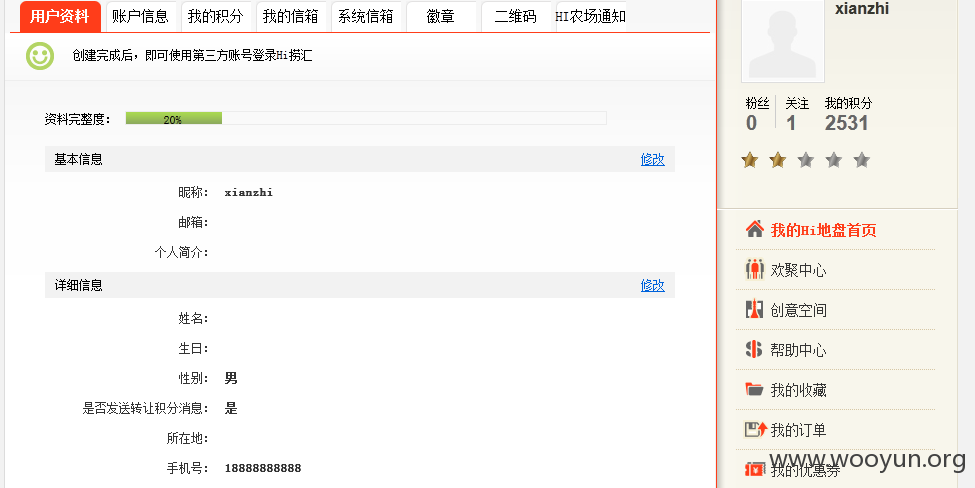 用户资料 账户信息 我的积分 我的信箱 系统信箱 徽章 二维码 HI农场通知
创建完成后，即可使用第三方账号登录Hi捞汇
资料完整度： 20%
基本信息 修改
昵称： xianzhi
邮箱：
个人简介：
详细信息 修改
姓名：
生日：
性别： 男
是否发送转让积分消息： 是
所在地：
手机号： 18888888888
xianzhi
粉丝 关注 我的积分
0 1 2531
我的Hi地盘首页
欢聚中心
创意空间
帮助中心
我的收藏
我的订单
我的优惠券
www.wooyun.org